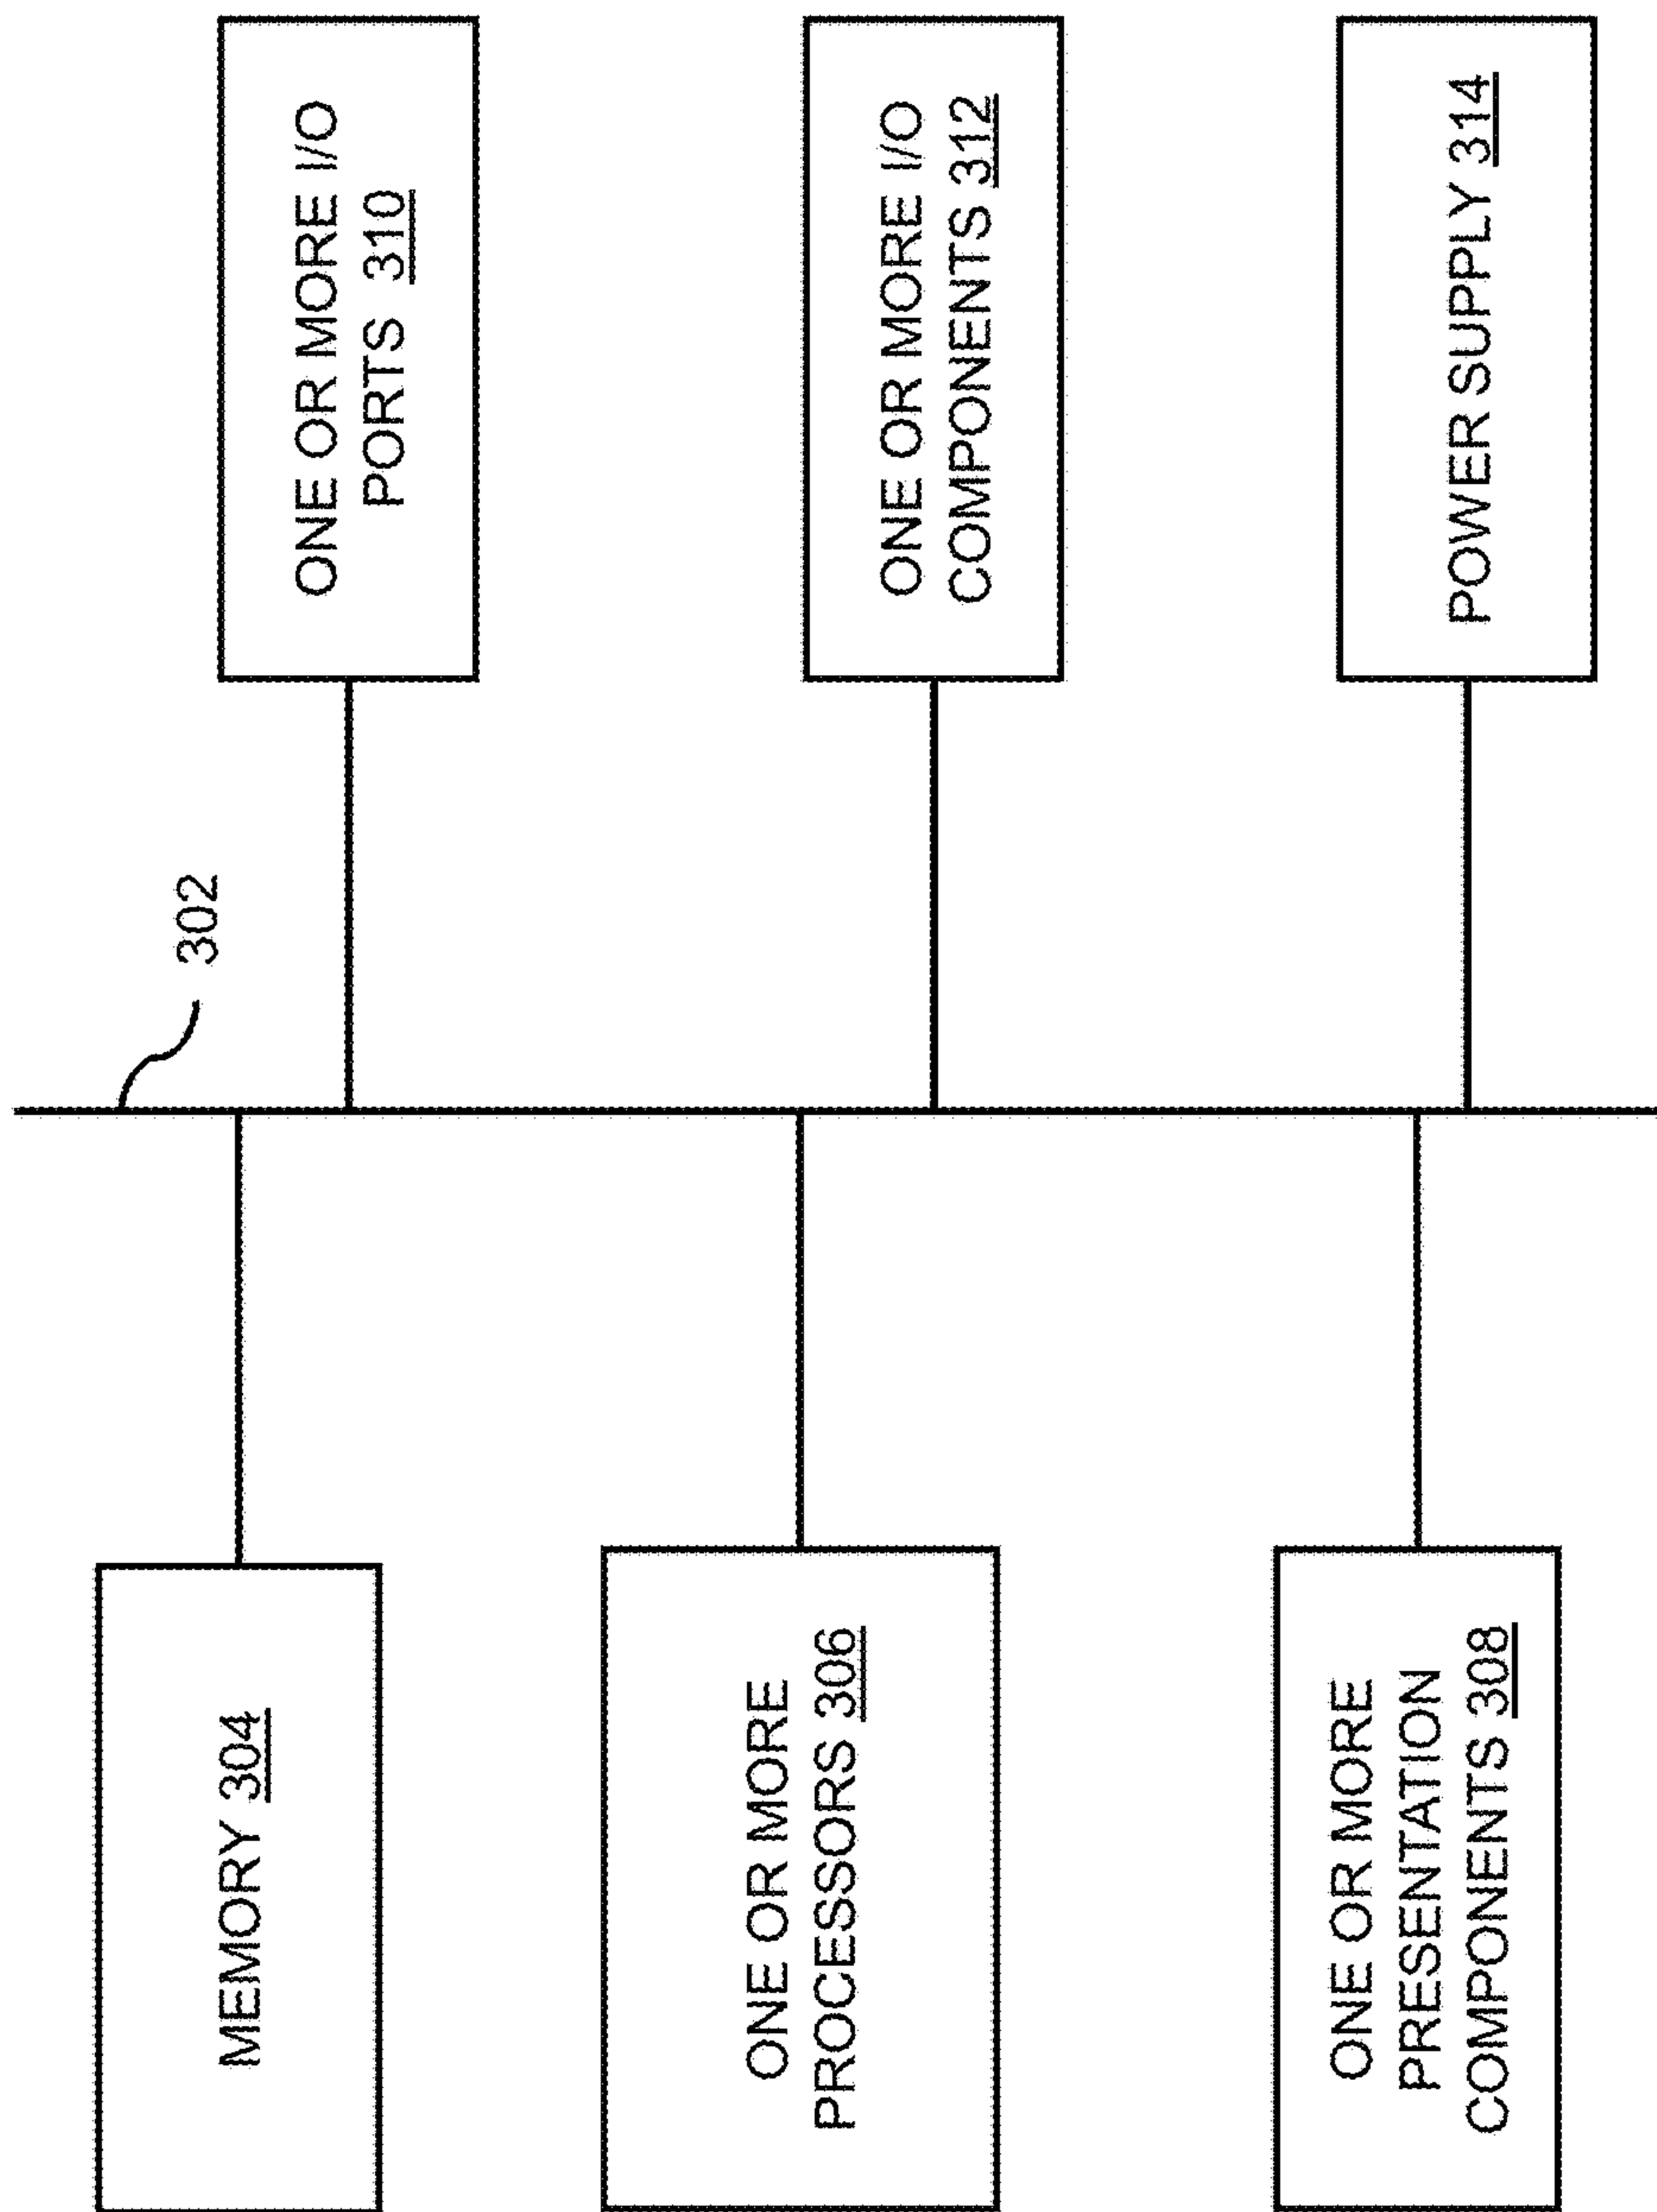 302
MEMORY 304
ONE OR MORE
PROCESSORS 306
ONE OR MORE
PRESENTATION
COMPONENTS 308
ONE OR MORE I/O
PORTS 310
ONE OR MORE I/O
COMPONENTS 312
POWER SUPPLY 314